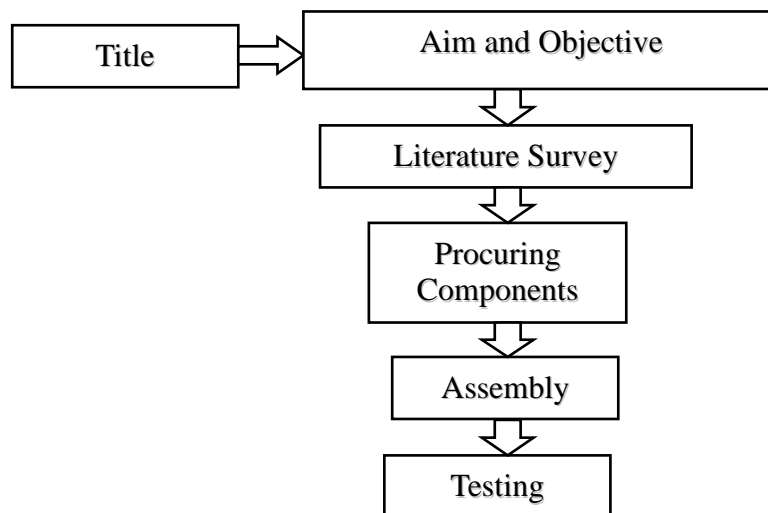 Title
Aim and Objective
Literature Survey
Procuring
Components
Assembly
Testing